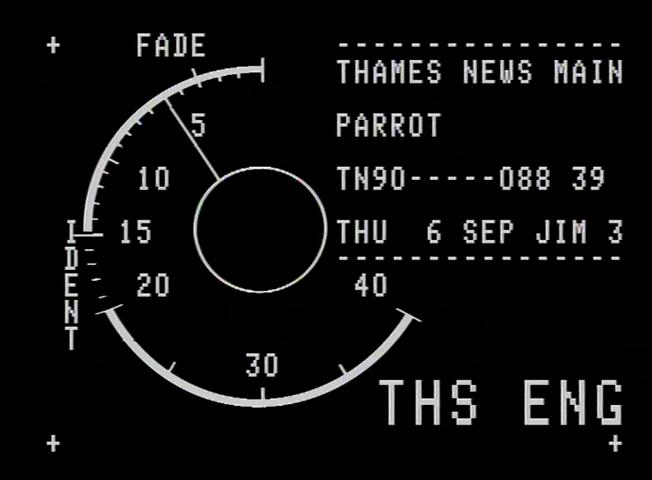 FADE
THAMES NEWS MAIN
PARROT
TN90-----088 39
THU  6 SEP JIM 3
5
10
15
20
30
40
IDENT
THS ENG